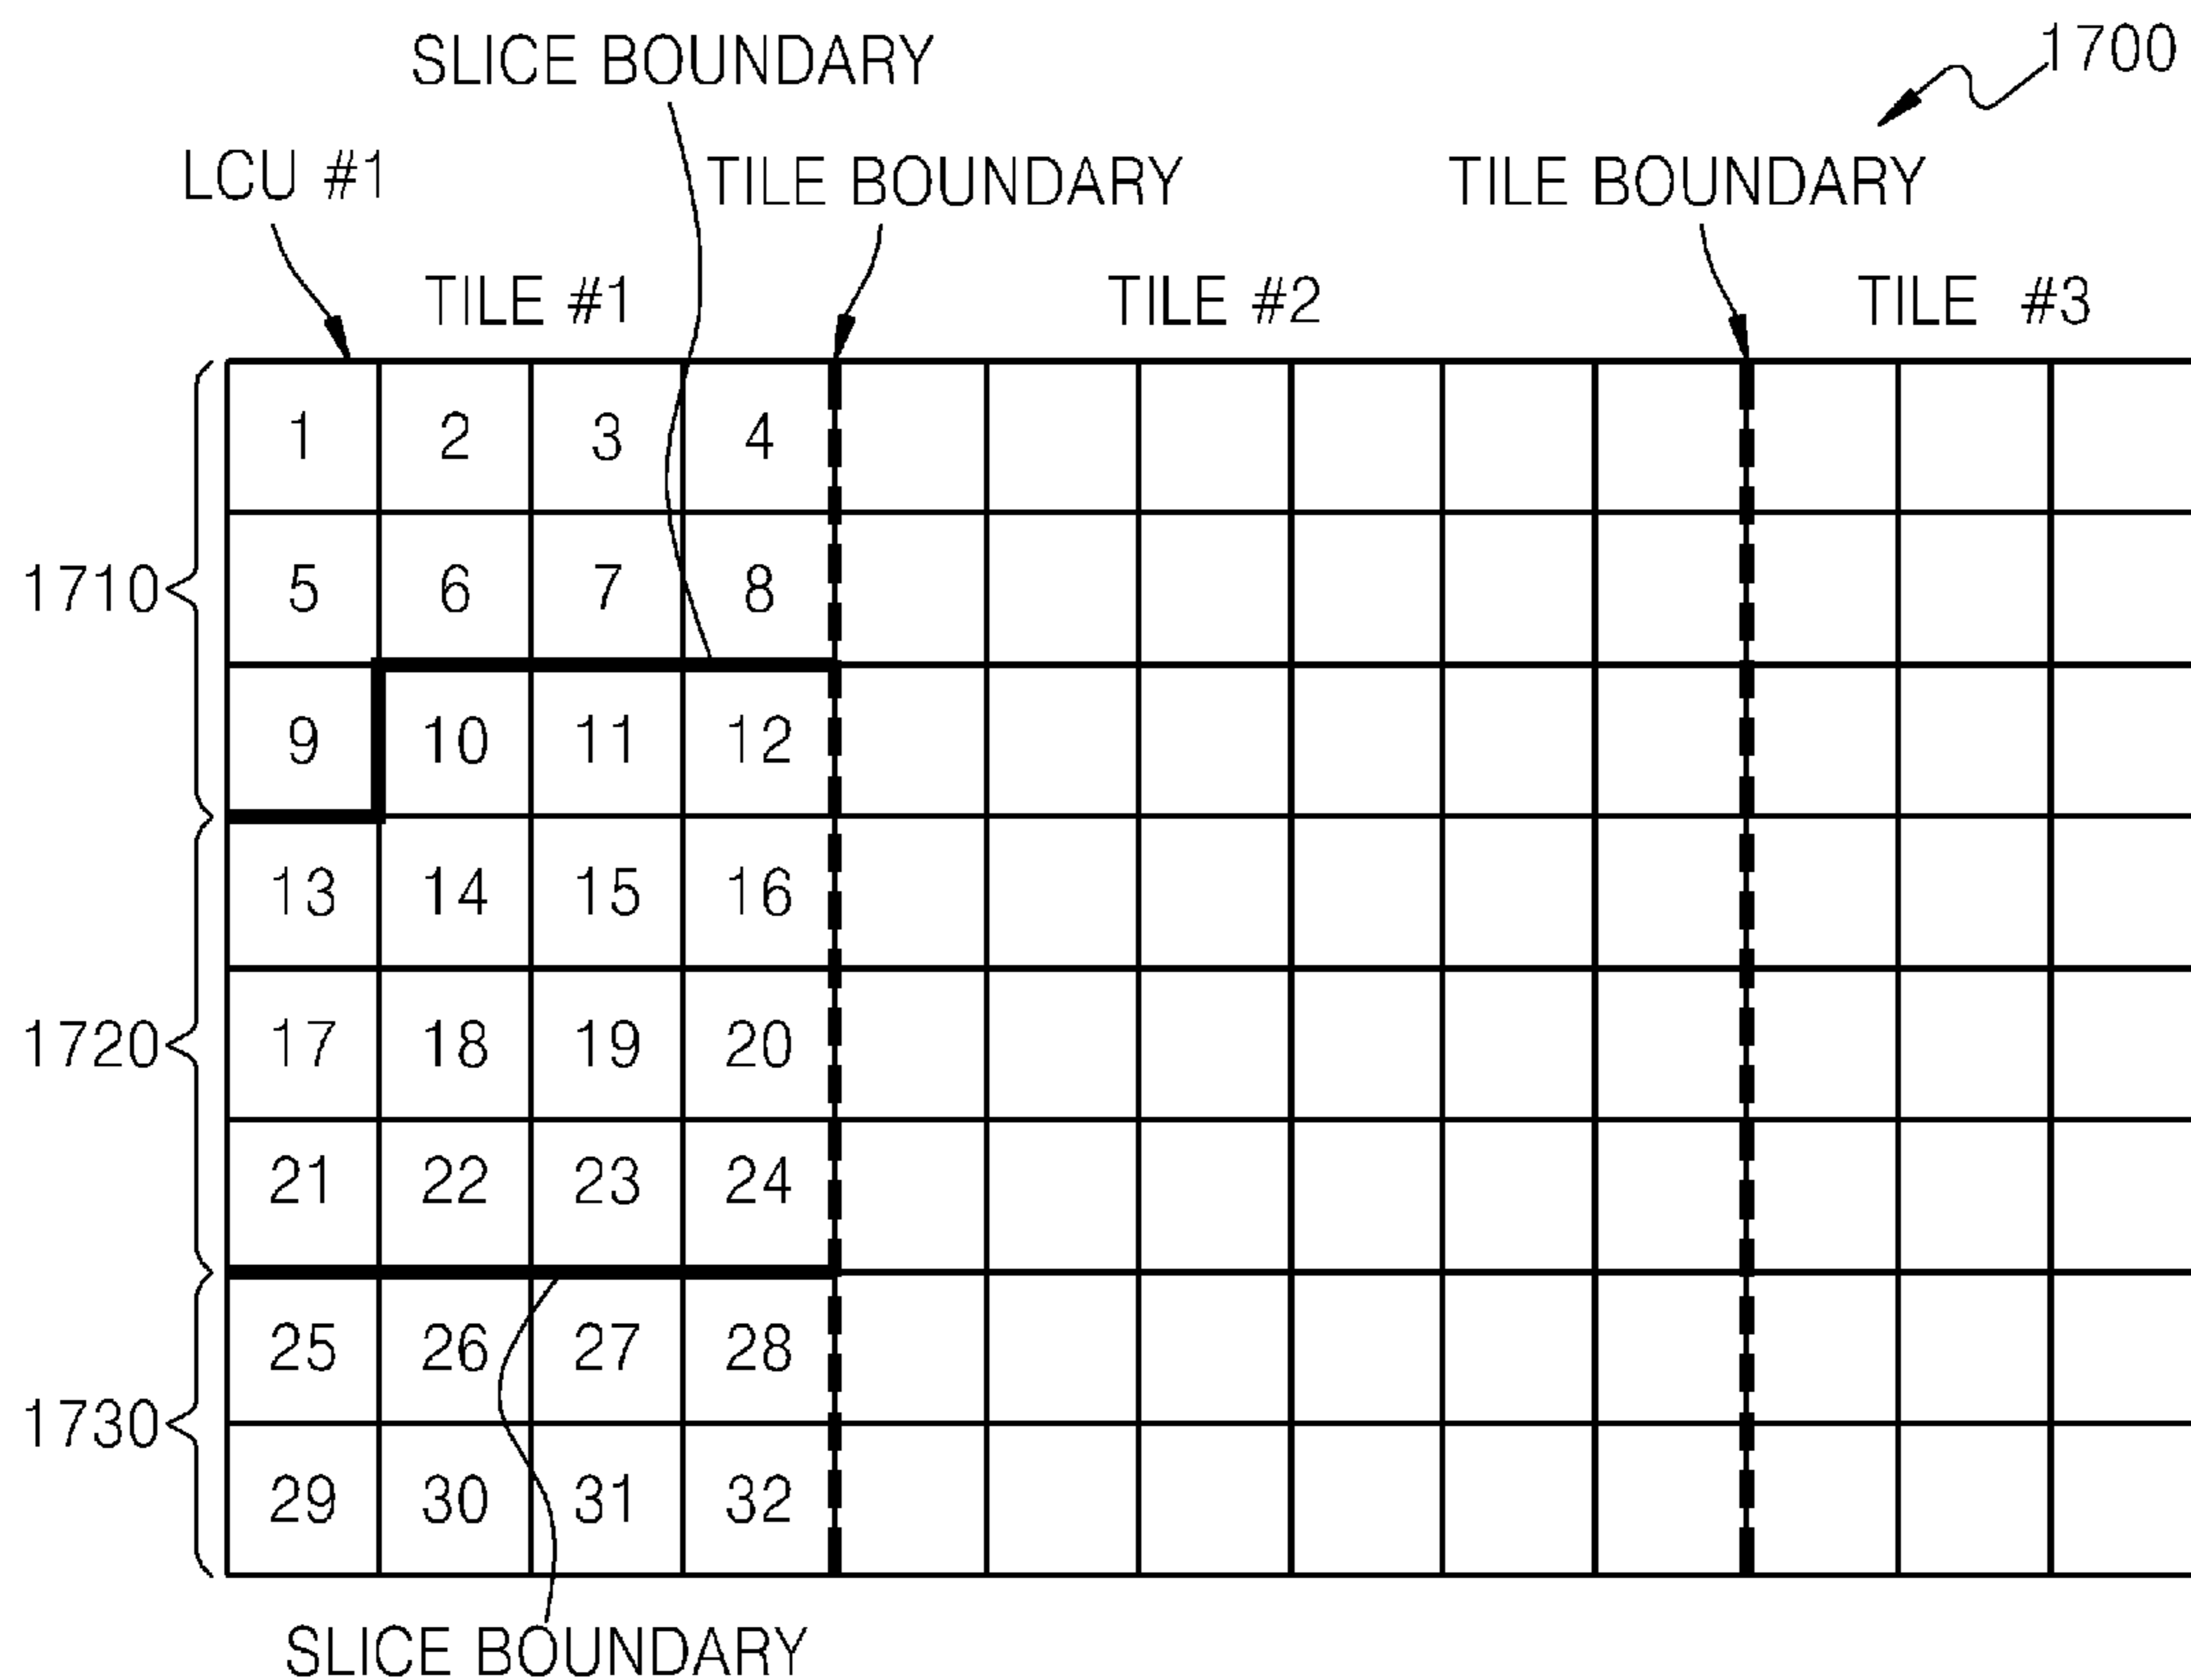 1700
SLICE BOUNDARY
LCU #1
TILE BOUNDARY
TILE BOUNDARY
TILE #1
TILE #2
TILE #3
1 2 3 4
1710
5 6 7 8
9 10 11 12
13 14 15 16
1720
17 18 19 20
21 22 23 24
25 26 27 28
1730
29 30 31 32
SLICE BOUNDARY